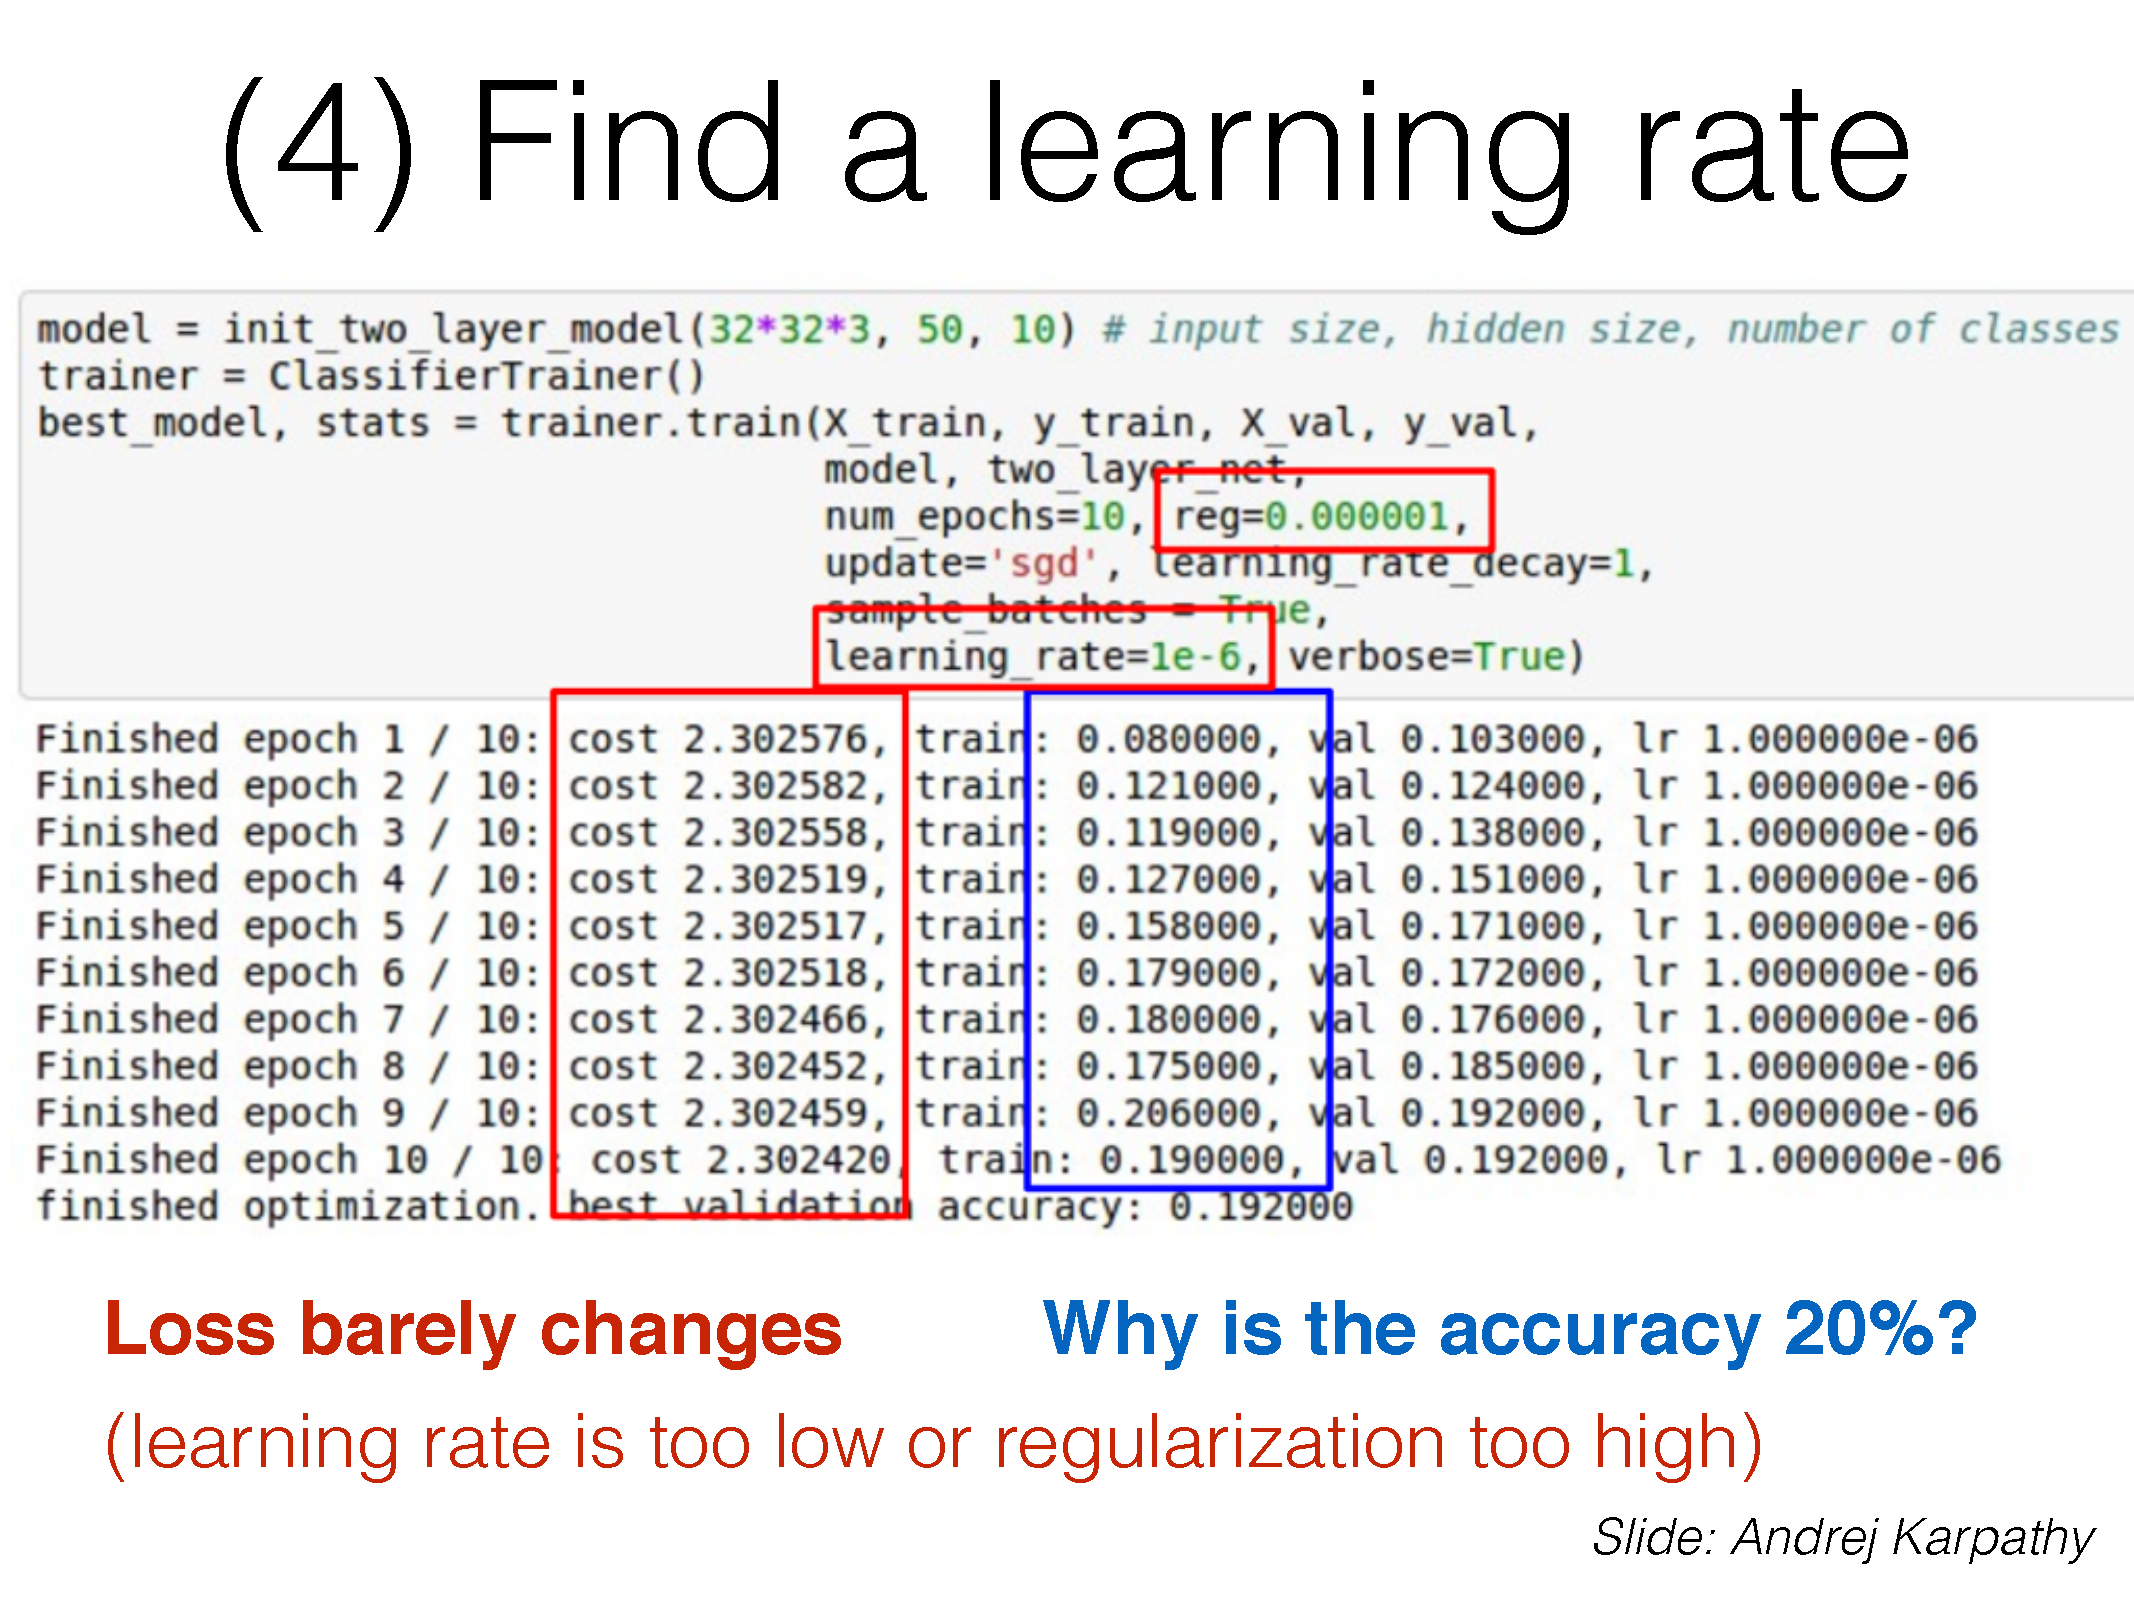 (4) Find a learning rate
model = init_two_layer_model(32*32*3, 50, 10) # input size, hidden size, number of classes
trainer = ClassifierTrainer()
best_model, stats = trainer.train(X_train, y_train, X_val, y_val,
model, two_layer_net,
num_epochs=10, reg=0.000001,
update='sgd', learning_rate_decay=1,
sample_batches = True,
learning_rate=1e-6, verbose=True)
Finished epoch 1 / 10: cost 2.302576, train: 0.080000, val 0.103000, lr 1.000000e-06
Finished epoch 2 / 10: cost 2.302582, train: 0.121000, val 0.124000, lr 1.000000e-06
Finished epoch 3 / 10: cost 2.302558, train: 0.119000, val 0.138000, lr 1.000000e-06
Finished epoch 4 / 10: cost 2.302519, train: 0.127000, val 0.151000, lr 1.000000e-06
Finished epoch 5 / 10: cost 2.302517, train: 0.158000, val 0.171000, lr 1.000000e-06
Finished epoch 6 / 10: cost 2.302518, train: 0.179000, val 0.172000, lr 1.000000e-06
Finished epoch 7 / 10: cost 2.302466, train: 0.180000, val 0.176000, lr 1.000000e-06
Finished epoch 8 / 10: cost 2.302452, train: 0.175000, val 0.185000, lr 1.000000e-06
Finished epoch 9 / 10: cost 2.302459, train: 0.206000, val 0.192000, lr 1.000000e-06
Finished epoch 10 / 10: cost 2.302420, train: 0.190000, val 0.192000, lr 1.000000e-06
finished optimization. best validation accuracy: 0.192000
Loss barely changes
Why is the accuracy 20%?
(learning rate is too low or regularization too high)
Slide: Andrej Karpathy